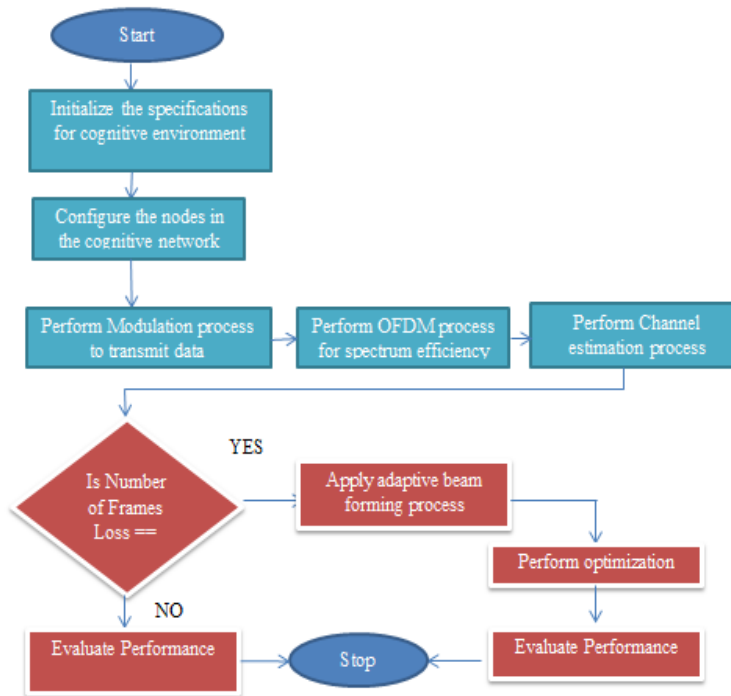 Start
Initialize the specifications
for cognitive environment
Configure the nodes in
the cognitive network
Perform Modulation process
to transmit data
Perform OFDM process
for spectrum efficiency
Perform Channel
estimation process
YES
Is Number
of Frames
Loss ==
Apply adaptive beam
forming process
Perform optimization
NO
Evaluate Performance
Stop
Evaluate Performance